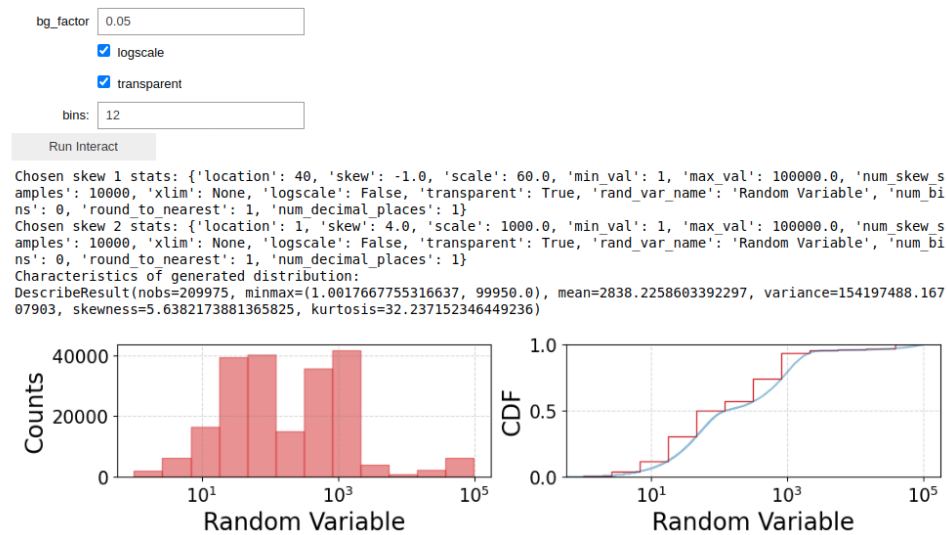 bg_factor 0.05
logscale
transparent
bins: 12
Run Interact
Chosen skew 1 stats: {'location': 40, 'skew': -1.0, 'scale': 60.0, 'min_val': 1, 'max_val': 100000.0, 'num_skew_s
amples': 10000, 'xlim': None, 'logscale': False, 'transparent': True, 'rand_var_name': 'Random Variable', 'num_bi
ns': 0, 'round_to_nearest': 1, 'num_decimal_places': 1}
Chosen skew 2 stats: {'location': 1, 'skew': 4.0, 'scale': 1000.0, 'min_val': 1, 'max_val': 100000.0, 'num_skew_s
amples': 10000, 'xlim': None, 'logscale': False, 'transparent': True, 'rand_var_name': 'Random Variable', 'num_bi
ns': 0, 'round_to_nearest': 1, 'num_decimal_places': 1}
Characteristics of generated distribution:
DescribeResult(nobs=209975, minmax=(1.0017667755316637, 99950.0), mean=2838.2258603392297, variance=154197488.167
07903, skewness=5.6382173881365825, kurtosis=32.237152346449236)
Counts
40000
20000
0
10¹ 10³ 10⁵
Random Variable
CDF
1.0
0.5
0.0
10¹ 10³ 10⁵
Random Variable